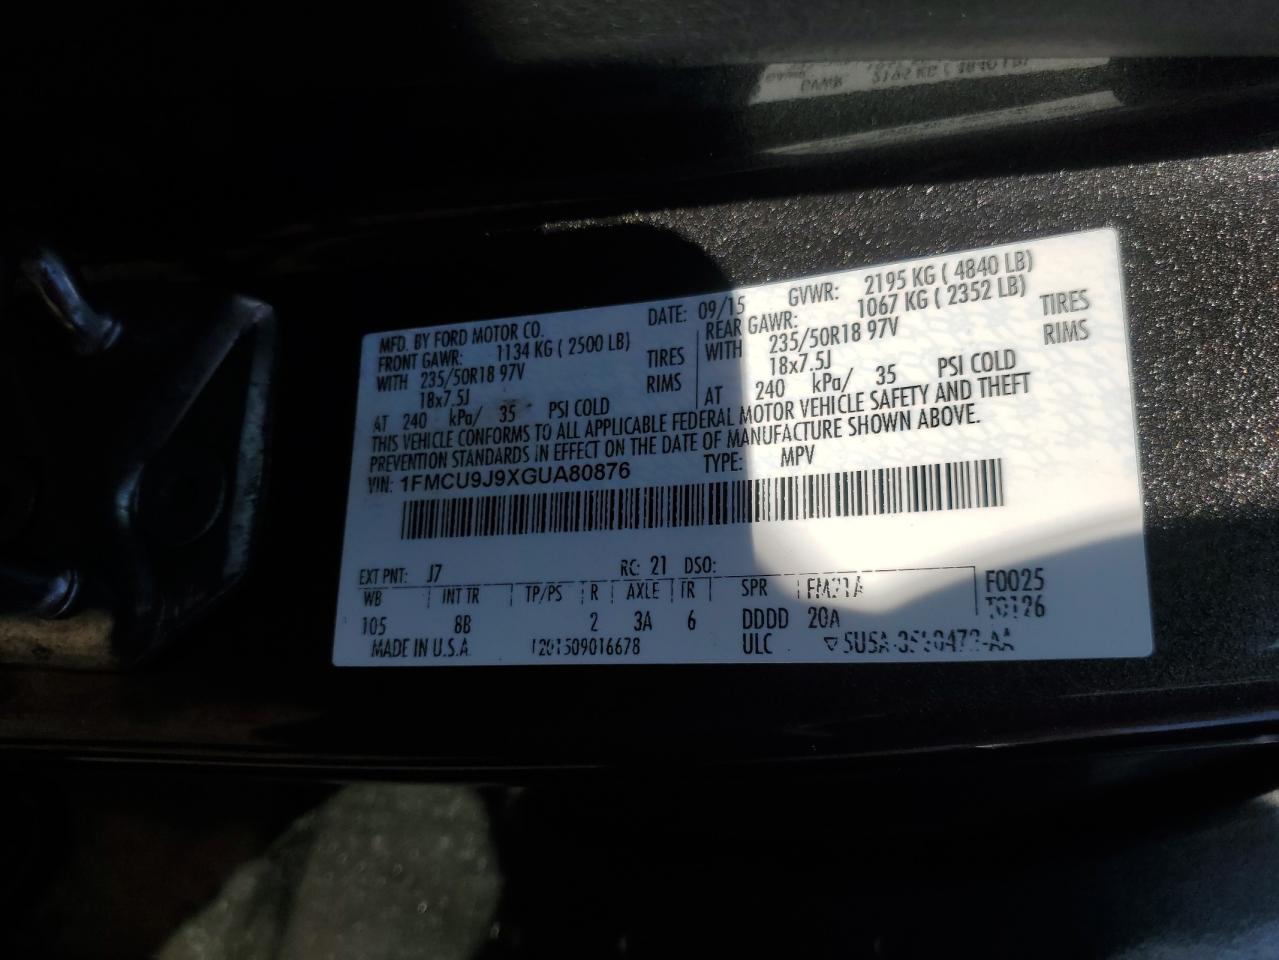 MFD. BY FORD MOTOR CO. DATE: 09/15 GVWR: 2195 KG ( 4840 LB)
FRONT GAWR: 1134 KG ( 2500 LB) REAR GAWR: 1067 KG ( 2352 LB)
WITH 235/50R18 97V TIRES WITH 235/50R18 97V TIRES
18x7.5J RIMS 18x7.5J RIMS
AT 240 kPa/ 35 PSI COLD AT 240 kPa/ 35 PSI COLD
THIS VEHICLE CONFORMS TO ALL APPLICABLE FEDERAL MOTOR VEHICLE SAFETY AND THEFT
PREVENTION STANDARDS IN EFFECT ON THE DATE OF MANUFACTURE SHOWN ABOVE.
VIN: 1FMCU9J9XGUA80876 TYPE: MPV
EXT PNT: J7 RC: 21 DSO: F0025
WB INT TR TP/PS R AXLE TR SPR FM21A T0126
105 8B 2 3A 6 DDDD 20A
MADE IN U.S.A. 1201509016678 ULC